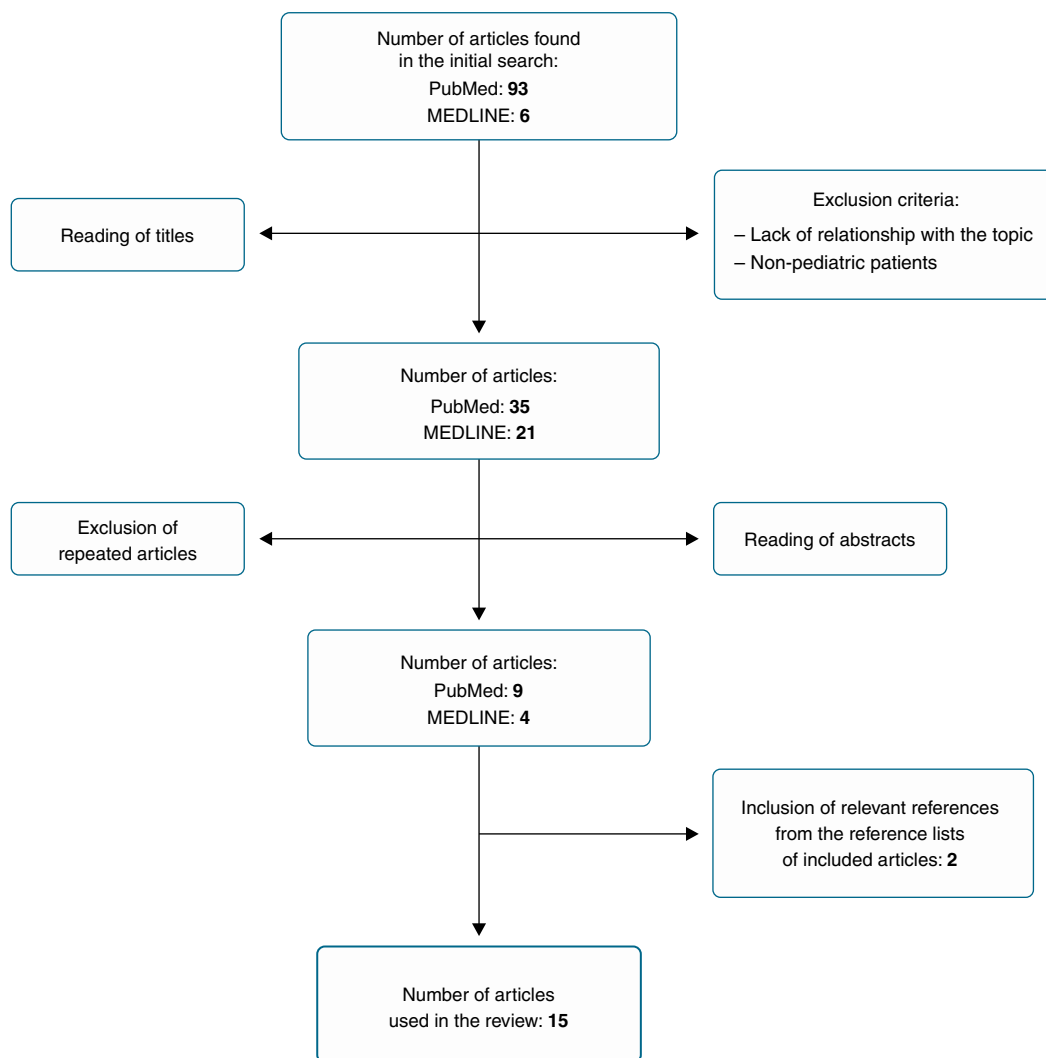 Number of articles found
in the initial search:
PubMed: 93
MEDLINE: 6
Reading of titles
Exclusion criteria:
– Lack of relationship with the topic
– Non-pediatric patients
Number of articles:
PubMed: 35
MEDLINE: 21
Exclusion of
repeated articles
Reading of abstracts
Number of articles:
PubMed: 9
MEDLINE: 4
Inclusion of relevant references
from the reference lists
of included articles: 2
Number of articles
used in the review: 15